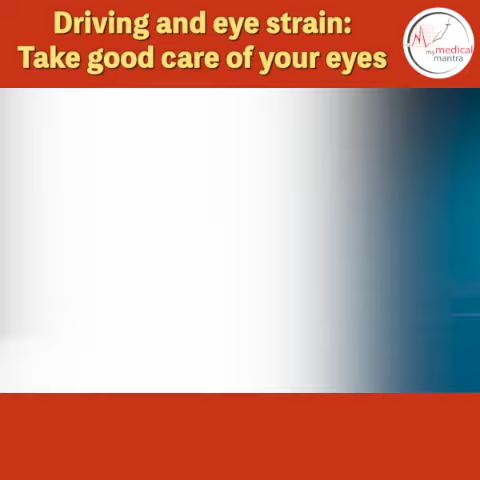 Driving and eye strain:
Take good care of your eyes
my medical
mantra